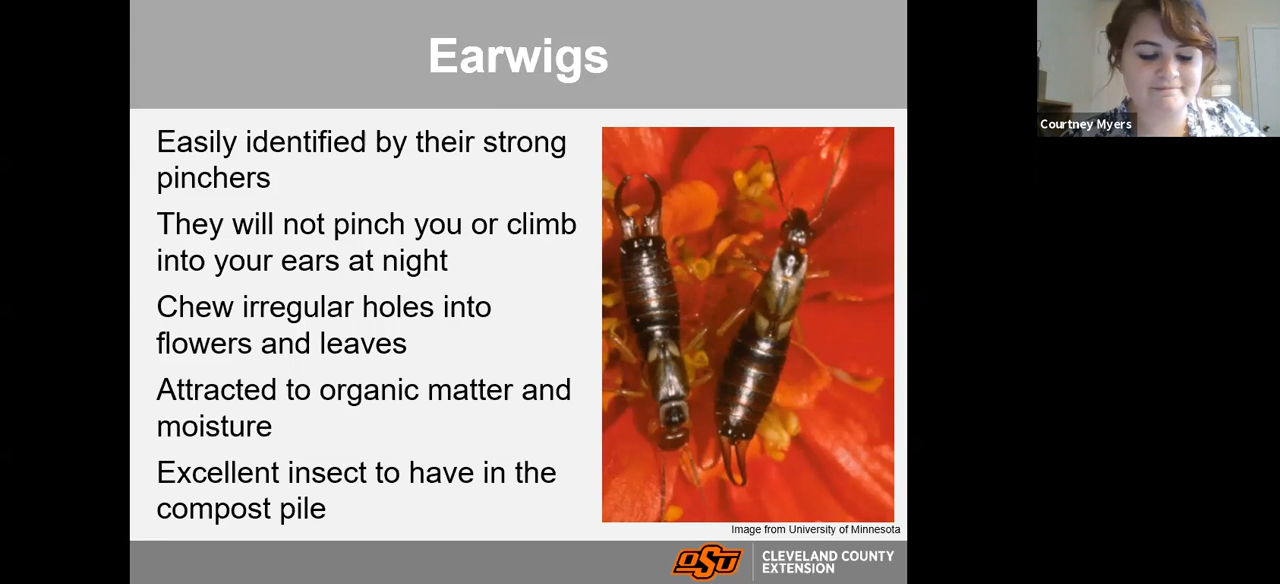 Earwigs
Courtney Myers
Easily identified by their strong
pinchers
They will not pinch you or climb
into your ears at night
Chew irregular holes into
flowers and leaves
Attracted to organic matter and
moisture
Excellent insect to have in the
compost pile
Image from University of Minnesota
OSU
CLEVELAND COUNTY
EXTENSION